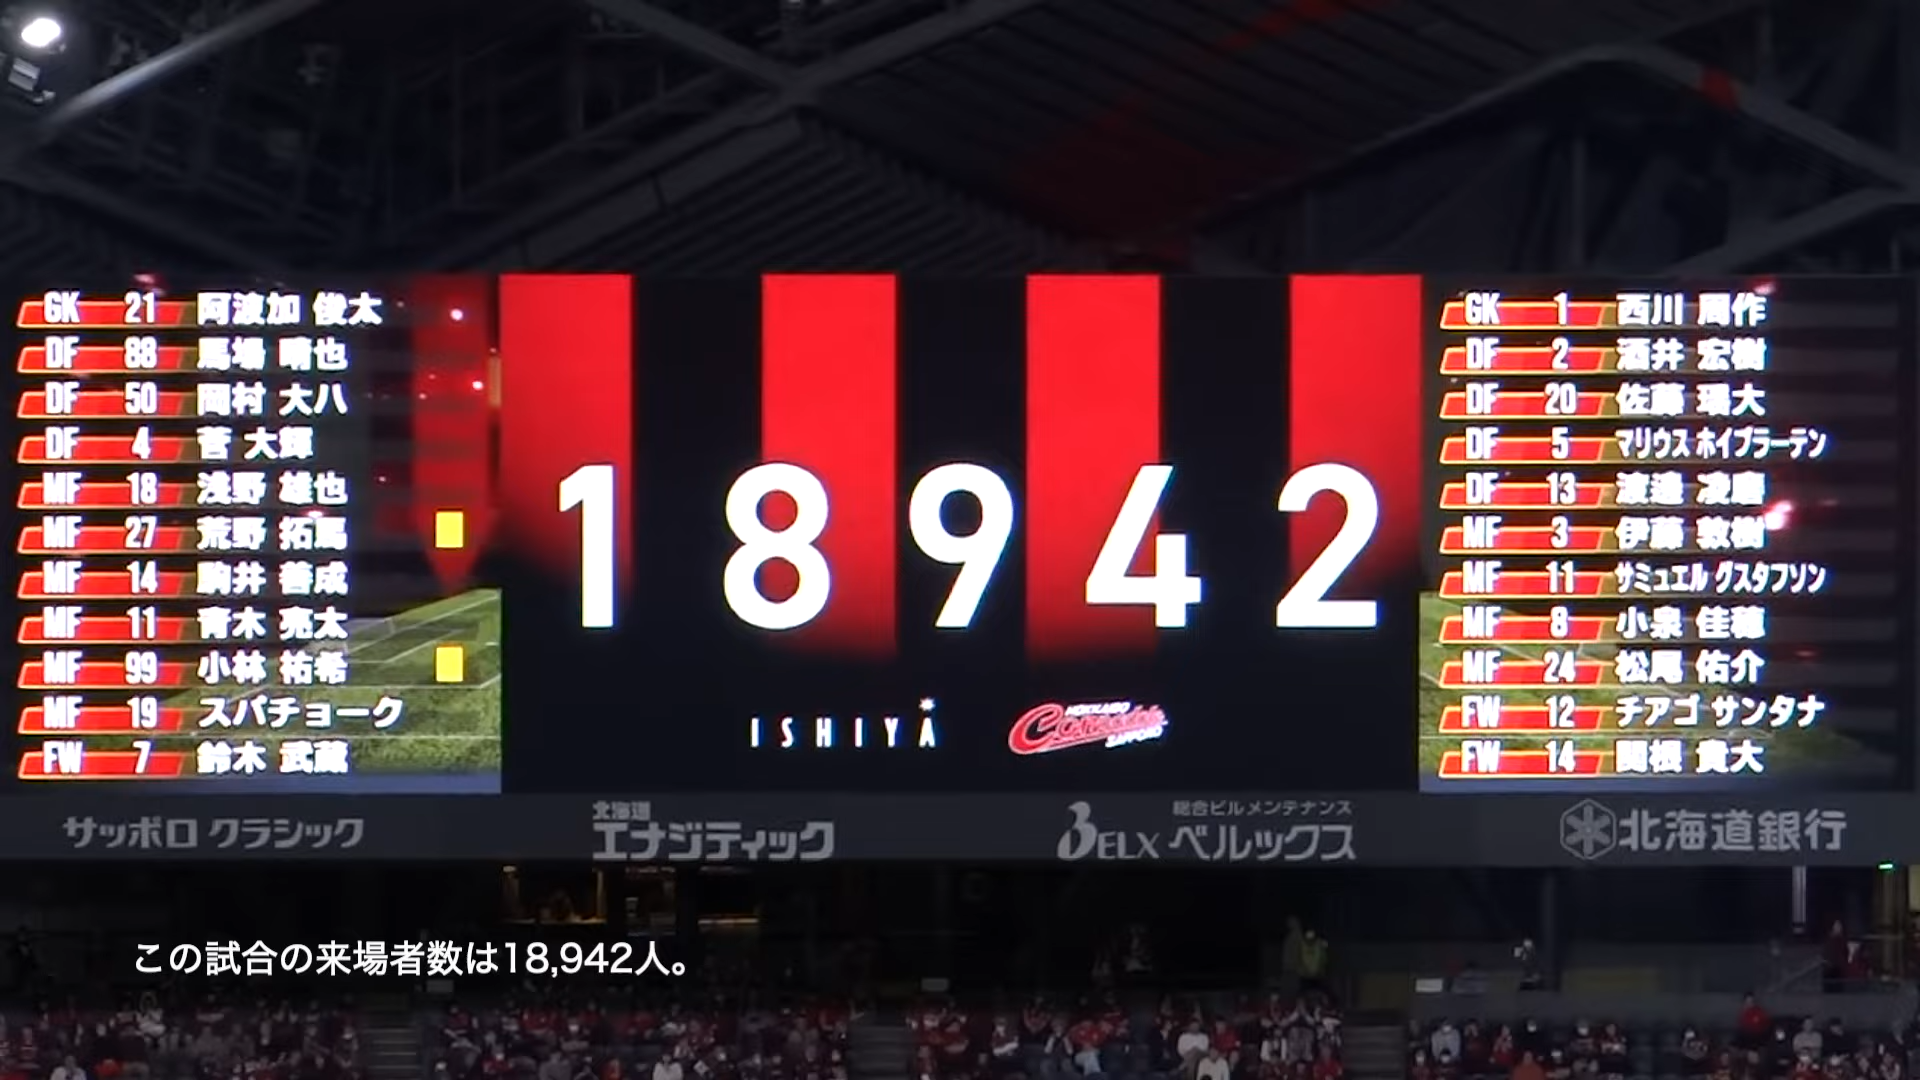 GK 21 阿波加 俊太
DF 88 馬場 晴也
DF 50 岡村 大八
DF 4 菅 大輝
MF 18 浅野 雄也
MF 27 荒野 拓馬
MF 14 駒井 善成
MF 11 青木 亮太
MF 99 小林 祐希
MF 19 スパチョーク
FW 7 鈴木 武蔵
18942
ISHIYA
HOKKAIDO
Consadole
SAPPORO
GK 1 西川 周作
DF 2 酒井 宏樹
DF 20 佐藤 瑶大
DF 5 マリウス ホイブラーテン
DF 13 渡邊 凌磨
MF 3 伊藤 敦樹
MF 11 サミュエル グスタフソン
MF 8 小泉 佳穂
MF 24 松尾 佑介
FW 12 チアゴ サンタナ
FW 14 関根 貴大
サッポロ クラシック
北海道
エナジティック
総合ビルメンテナンス
BELX ベルックス
北海道銀行
この試合の来場者数は18,942人。